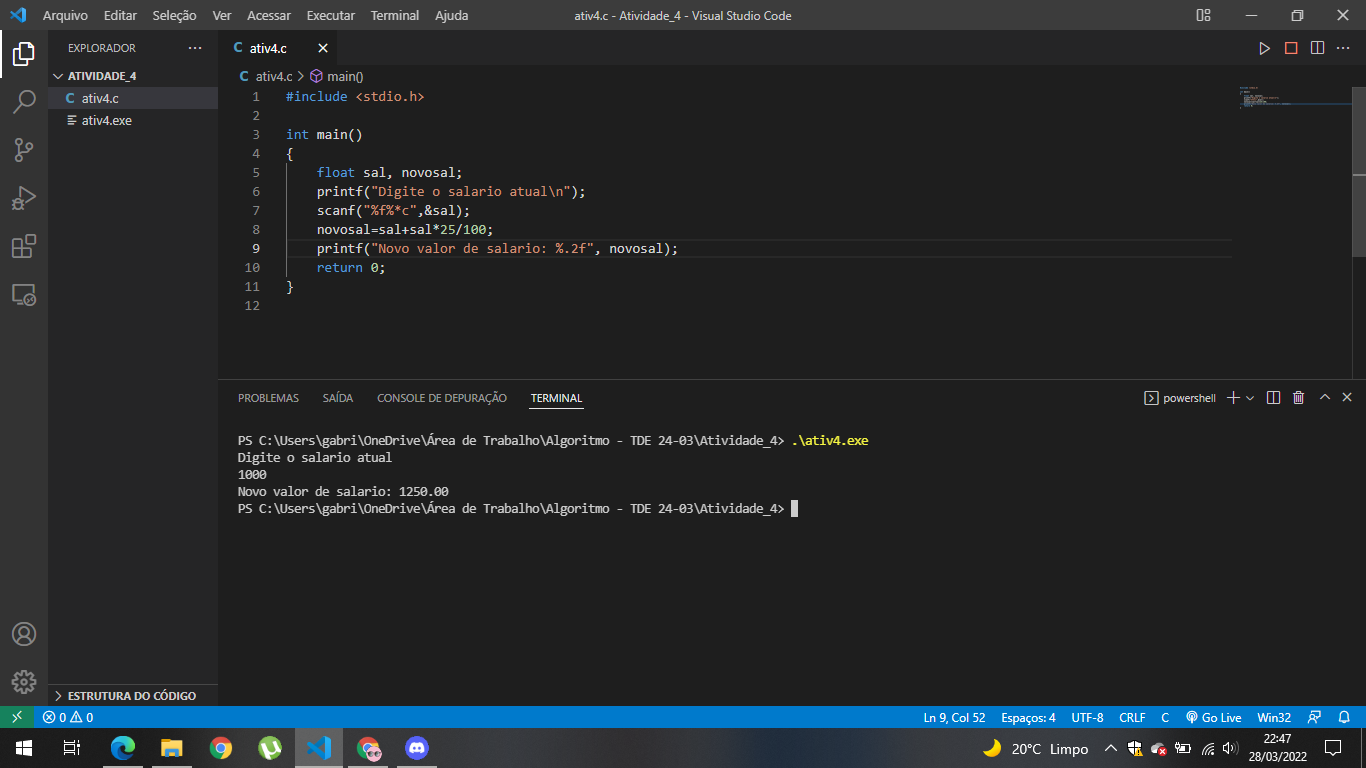 Arquivo Editar Seleção Ver Acessar Executar Terminal Ajuda ativ4.c - Atividade_4 - Visual Studio Code
EXPLORADOR
ATIVIDADE_4
C ativ4.c
ativ4.exe
ESTRUTURA DO CÓDIGO
C ativ4.c
C ativ4.c > main()
1 #include <stdio.h>
2
3 int main()
4 {
5 float sal, novosal;
6 printf("Digite o salario atual\n");
7 scanf("%f%*c",&sal);
8 novosal=sal+sal*25/100;
9 printf("Novo valor de salario: %.2f", novosal);
10 return 0;
11 }
12
PROBLEMAS SAÍDA CONSOLE DE DEPURAÇÃO TERMINAL powershell
PS C:\Users\gabri\OneDrive\Área de Trabalho\Algoritmo - TDE 24-03\Atividade_4> .\ativ4.exe
Digite o salario atual
1000
Novo valor de salario: 1250.00
PS C:\Users\gabri\OneDrive\Área de Trabalho\Algoritmo - TDE 24-03\Atividade_4>
0 0 Ln 9, Col 52 Espaços: 4 UTF-8 CRLF C Go Live Win32
20°C Limpo 22:47
28/03/2022